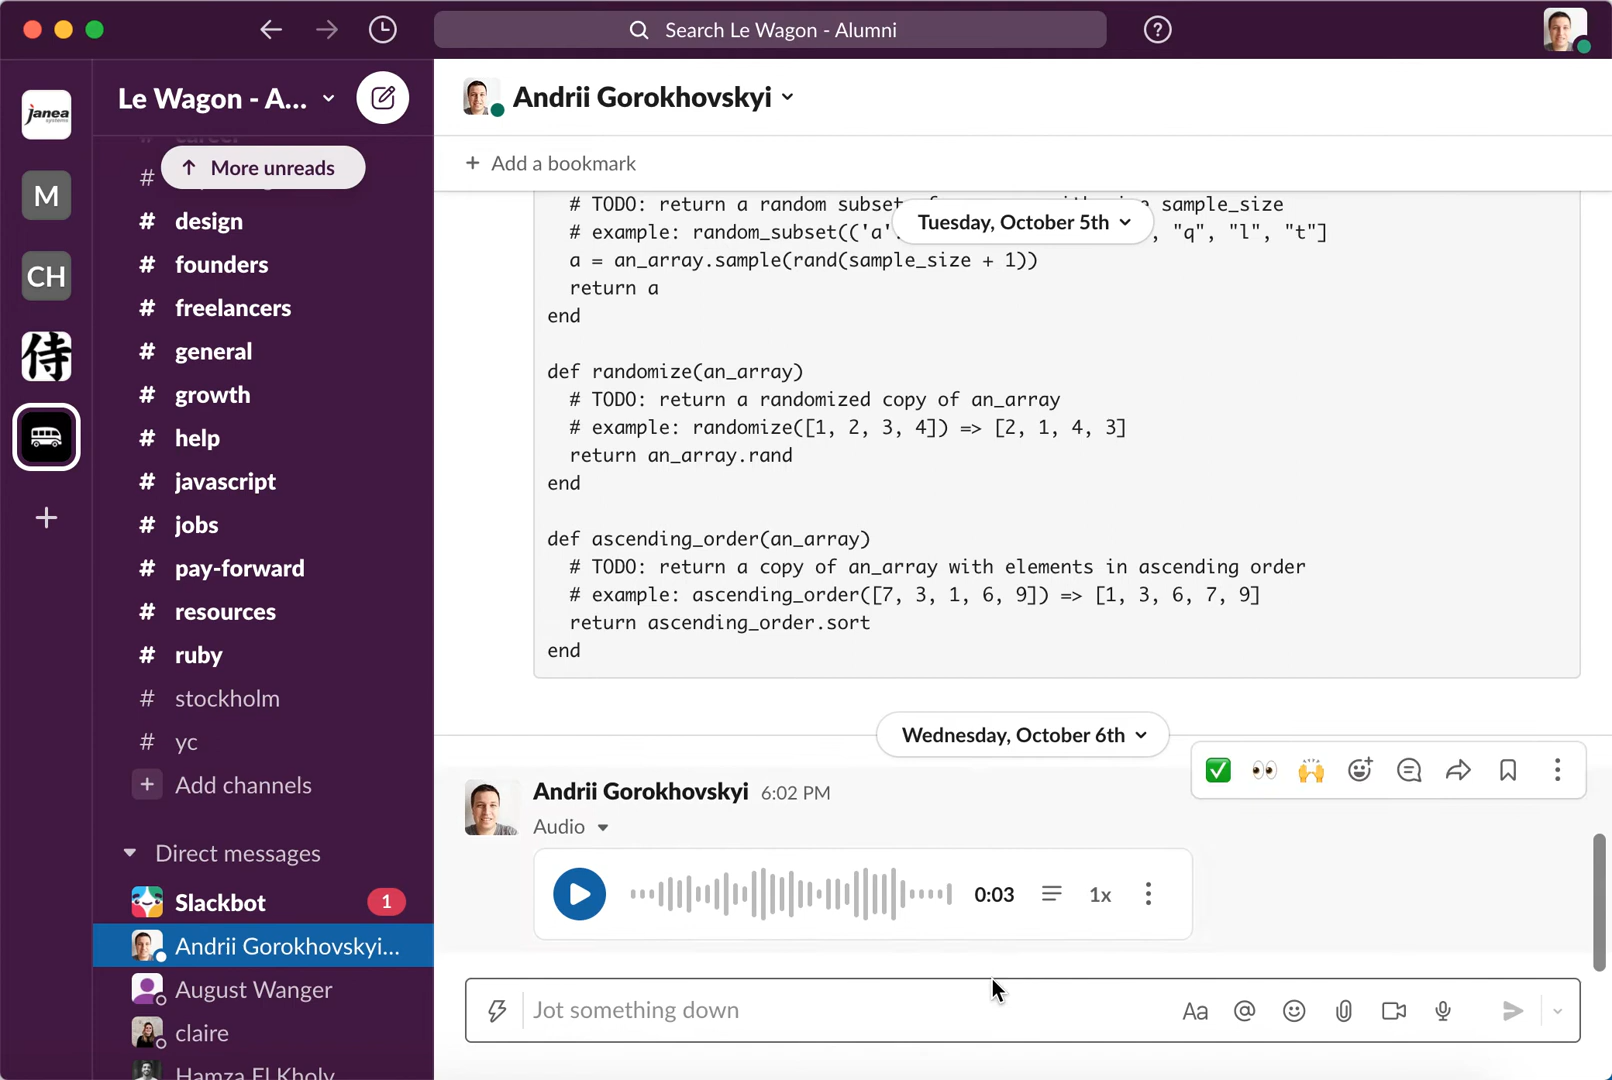 Search Le Wagon - Alumni
janea
systems
Le Wagon - A...
More unreads
# design
# founders
# freelancers
# general
# growth
# help
# javascript
# jobs
# pay-forward
# resources
# ruby
# stockholm
# yc
+ Add channels
Direct messages
Slackbot 1
Andrii Gorokhovskyi...
August Wanger
claire
Hamza El Kholy
M
CH
侍
+
Andrii Gorokhovskyi
+ Add a bookmark
Tuesday, October 5th
# TODO: return a random subset sample_size
# example: random_subset(('a' , "q", "l", "t"]
a = an_array.sample(rand(sample_size + 1))
return a
end
def randomize(an_array)
# TODO: return a randomized copy of an_array
# example: randomize([1, 2, 3, 4]) => [2, 1, 4, 3]
return an_array.rand
end
def ascending_order(an_array)
# TODO: return a copy of an_array with elements in ascending order
# example: ascending_order([7, 3, 1, 6, 9]) => [1, 3, 6, 7, 9]
return ascending_order.sort
end
Wednesday, October 6th
Andrii Gorokhovskyi 6:02 PM
Audio
0:03 1x
Jot something down
Aa @